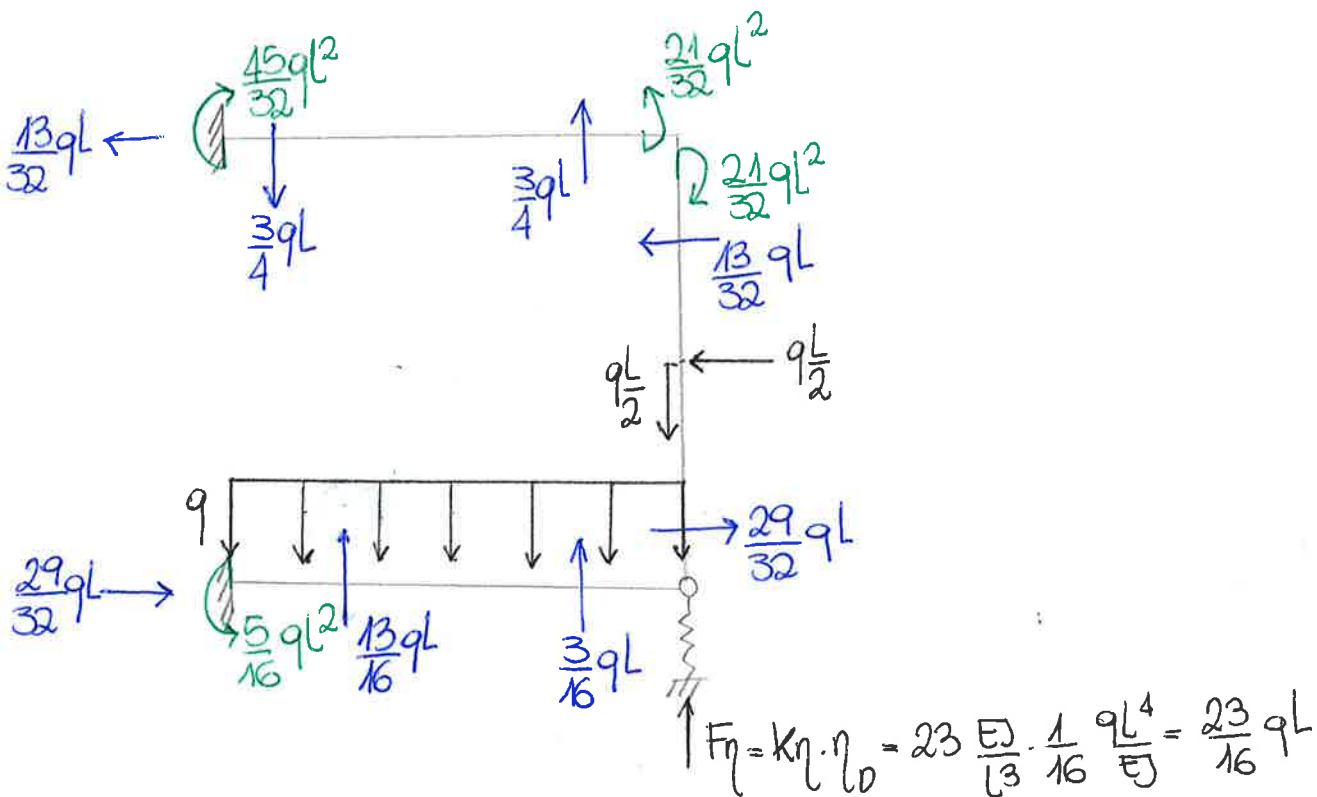 45/32 qL²
21/32 qL²
13/32 qL
3/4 qL
3/4 qL
21/32 qL²
13/32 qL
qL/2
qL/2
q
29/32 qL
29/32 qL
5/16 qL²
13/16 qL
3/16 qL
Fη = Kη · η_D = 23 EJ/L³ · 1/16 qL⁴/EJ = 23/16 qL